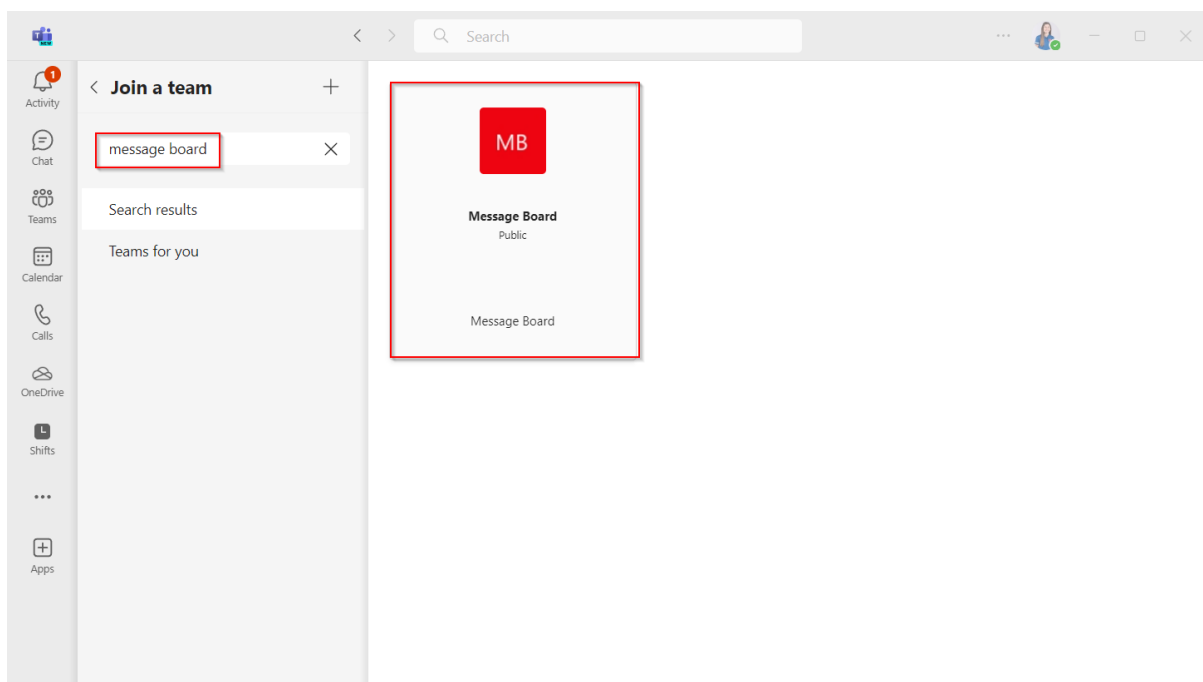 Search
1
Activity
Chat
Teams
Calendar
Calls
OneDrive
Shifts
Apps
Join a team
message board
Search results
Teams for you
MB
Message Board
Public
Message Board